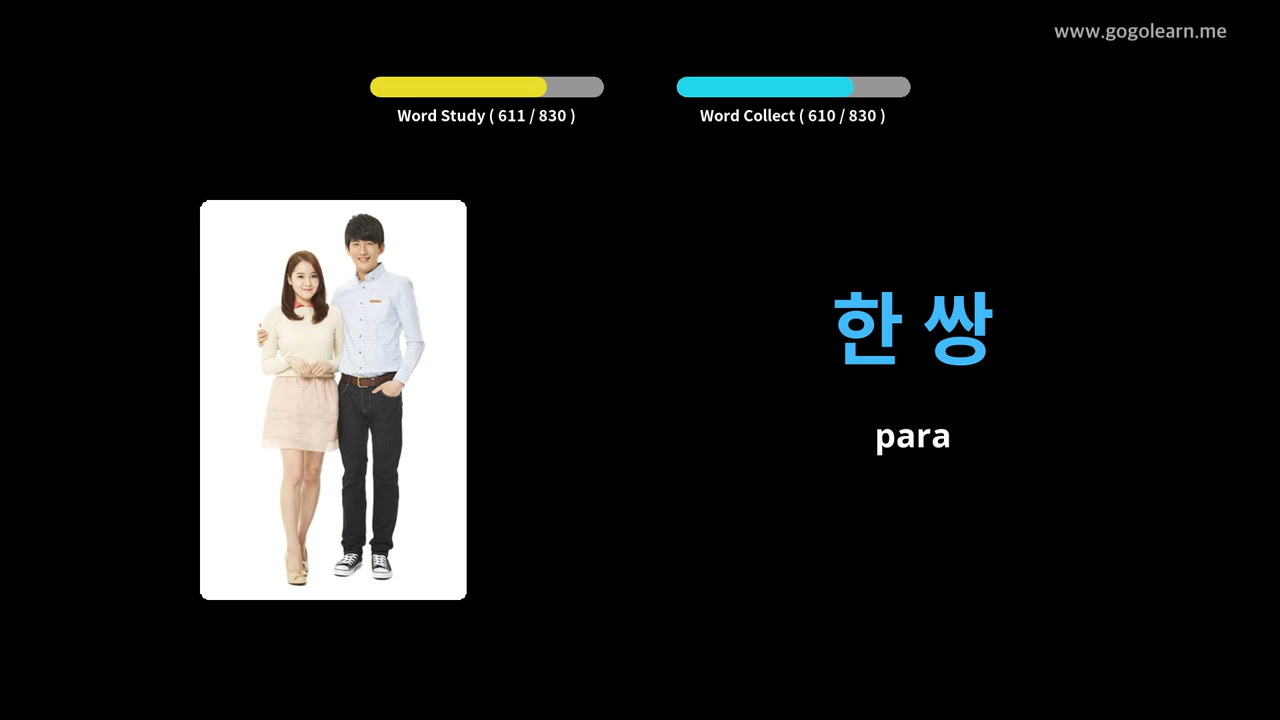 www.gogolearn.me
Word Study ( 611 / 830 )
Word Collect ( 610 / 830 )
한 쌍
para